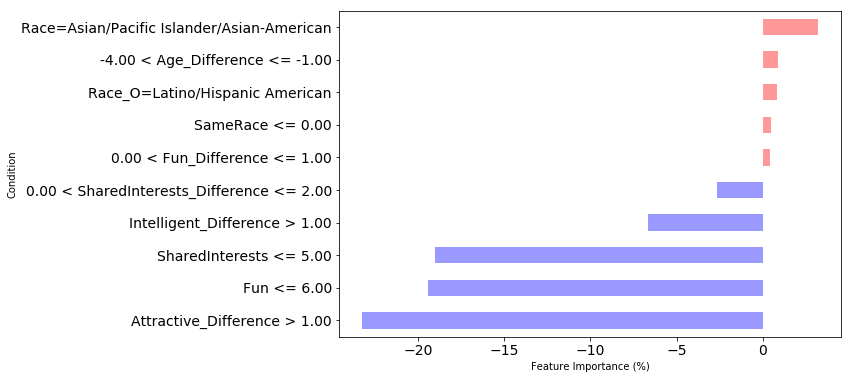 Race=Asian/Pacific Islander/Asian-American
-4.00 < Age_Difference <= -1.00
Race_O=Latino/Hispanic American
SameRace <= 0.00
0.00 < Fun_Difference <= 1.00
0.00 < SharedInterests_Difference <= 2.00
Intelligent_Difference > 1.00
SharedInterests <= 5.00
Fun <= 6.00
Attractive_Difference > 1.00
Condition
−20 −15 −10 −5 0
Feature Importance (%)